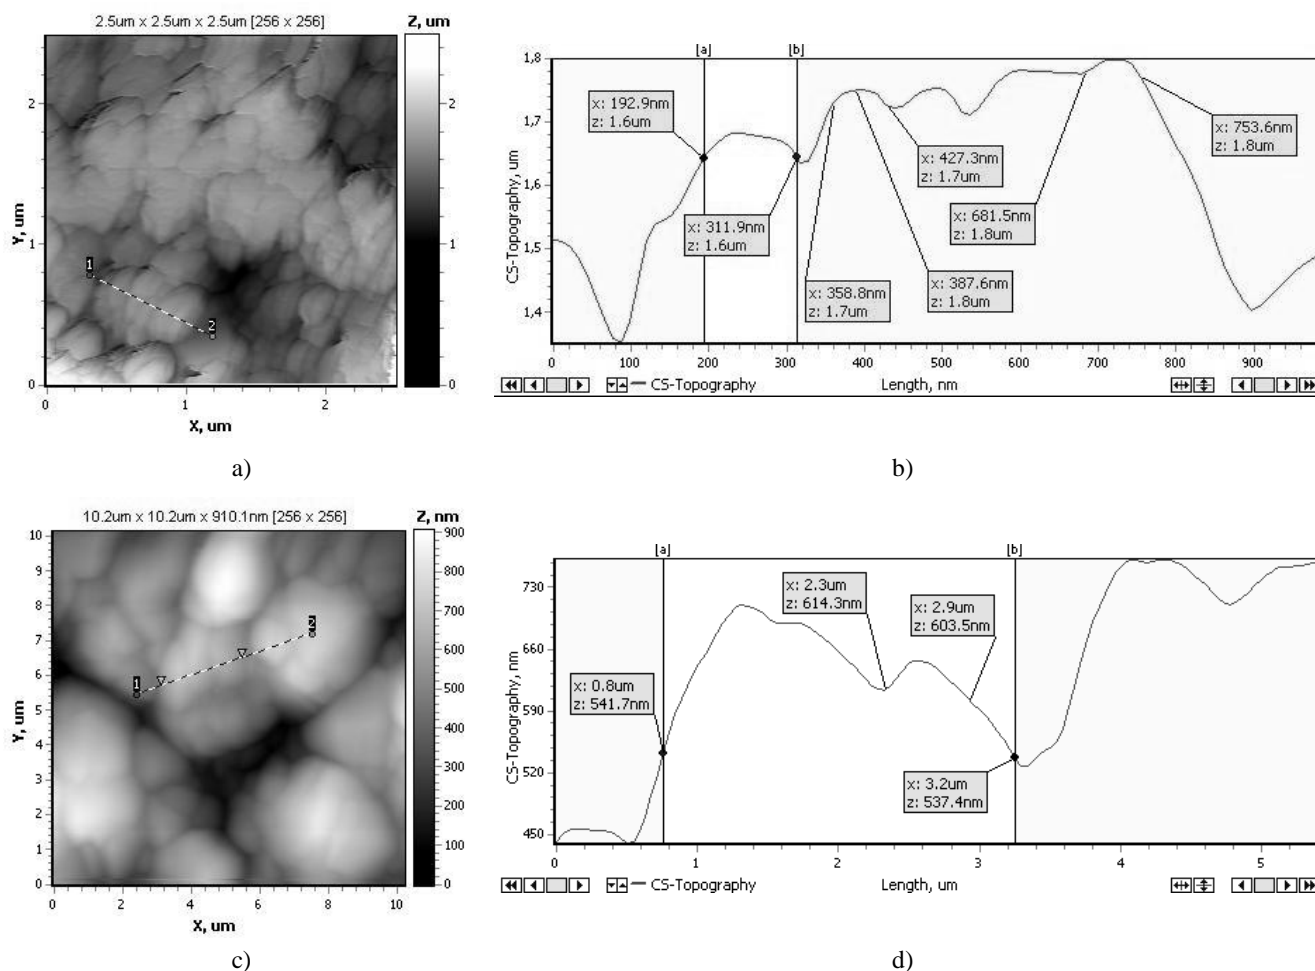 2.5um x 2.5um x 2.5um [256 x 256]
Z, um
2
1
0
Y, um
2
1
0
1
2
0
1
2
X, um
a)
[a]
[b]
CS-Topography, um
1,8
1,7
1,6
1,5
1,4
x: 192.9nm
z: 1.6um
x: 311.9nm
z: 1.6um
x: 358.8nm
z: 1.7um
x: 387.6nm
z: 1.8um
x: 427.3nm
z: 1.7um
x: 681.5nm
z: 1.8um
x: 753.6nm
z: 1.8um
0 100 200 300 400 500 600 700 800 900
CS-Topography
Length, nm
b)
10.2um x 10.2um x 910.1nm [256 x 256]
Z, nm
900
800
700
600
500
400
300
200
100
0
Y, um
10
9
8
7
6
5
4
3
2
1
0
1
2
0 2 4 6 8 10
X, um
c)
[a]
[b]
CS-Topography, nm
730
660
590
520
450
x: 0.8um
z: 541.7nm
x: 2.3um
z: 614.3nm
x: 2.9um
z: 603.5nm
x: 3.2um
z: 537.4nm
0 1 2 3 4 5
CS-Topography
Length, um
d)